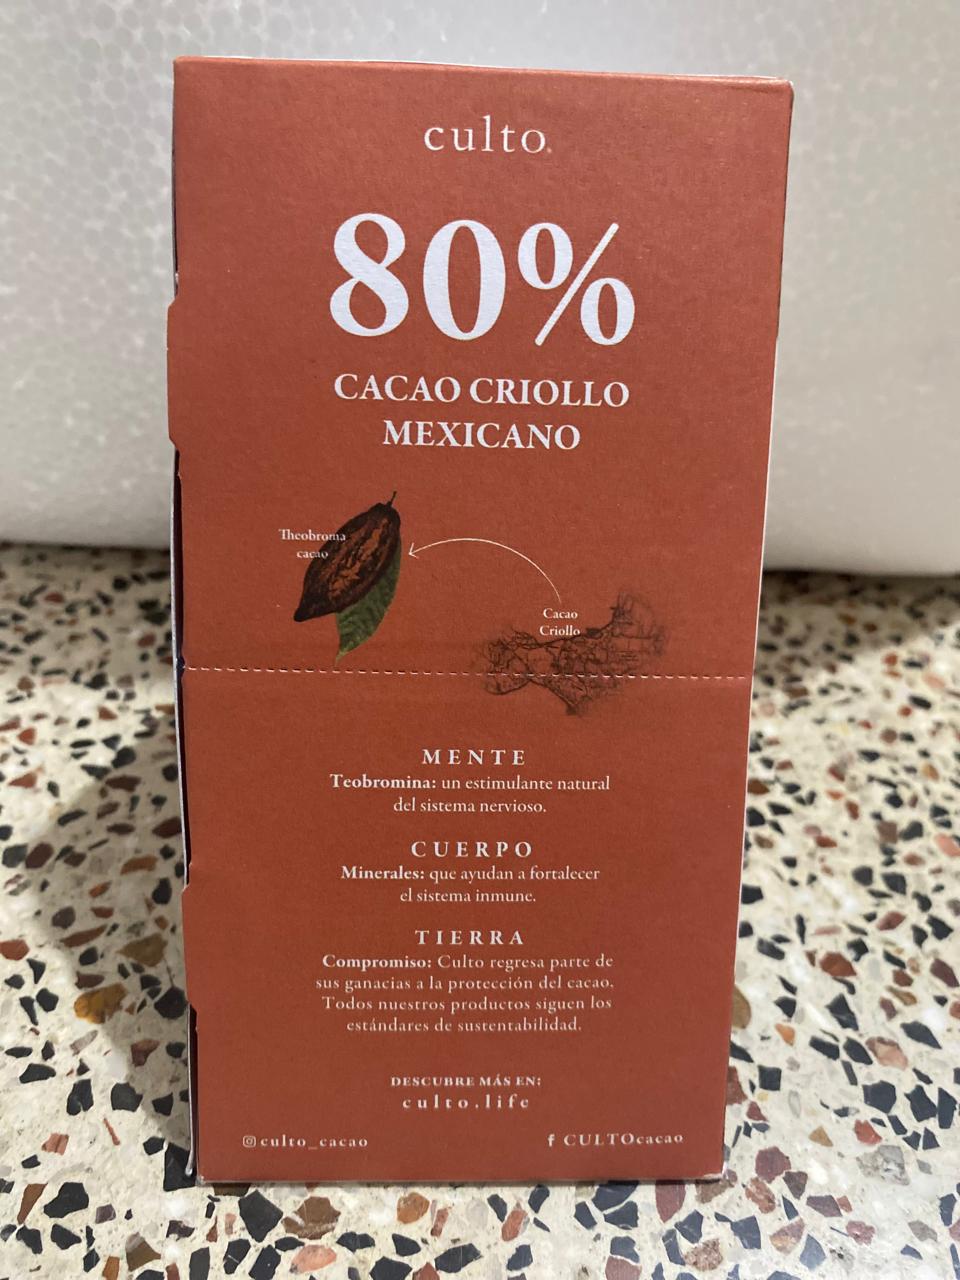 culto.
80%
CACAO CRIOLLO
MEXICANO
Theobroma
cacao
Cacao
Criollo
MENTE
Teobromina: un estimulante natural
del sistema nervioso.
CUERPO
Minerales: que ayudan a fortalecer
el sistema inmune.
TIERRA
Compromiso: Culto regresa parte de
sus ganacias a la protección del cacao.
Todos nuestros productos siguen los
estándares de sustentabilidad.
DESCUBRE MÁS EN:
culto.life
culto_cacao
f CULTOcacao